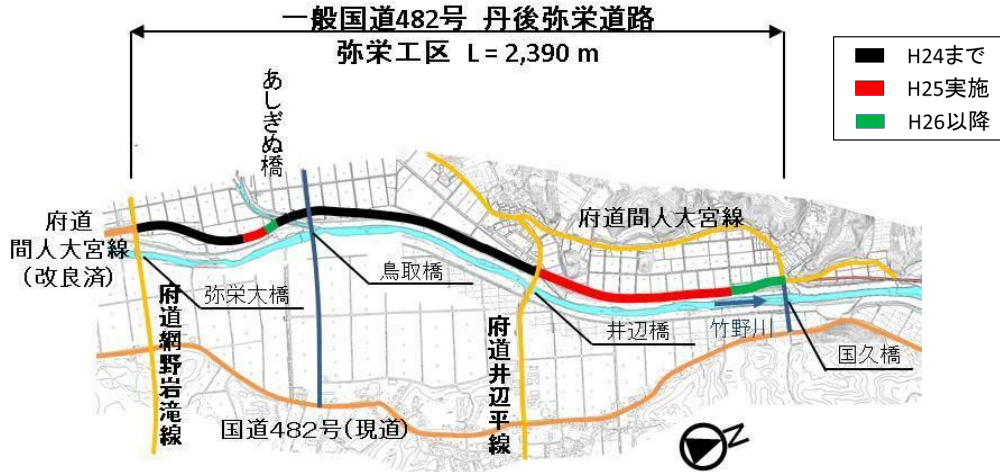 一般国道482号 丹後弥栄道路
弥栄工区 L = 2,390 m
H24まで
H25実施
H26以降
あしぎぬ橋
府道
間人大宮線
(改良済)
府道間人大宮線
鳥取橋
弥栄大橋
井辺橋
竹野川
国久橋
府道網野岩滝線
府道井辺平線
国道482号(現道)
N